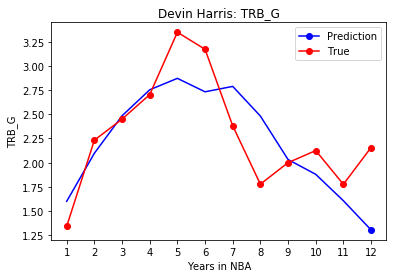 Devin Harris: TRB_G
Prediction
True
3.25
3.00
2.75
2.50
2.25
2.00
1.75
1.50
1.25
TRB_G
1 2 3 4 5 6 7 8 9 10 11 12
Years in NBA